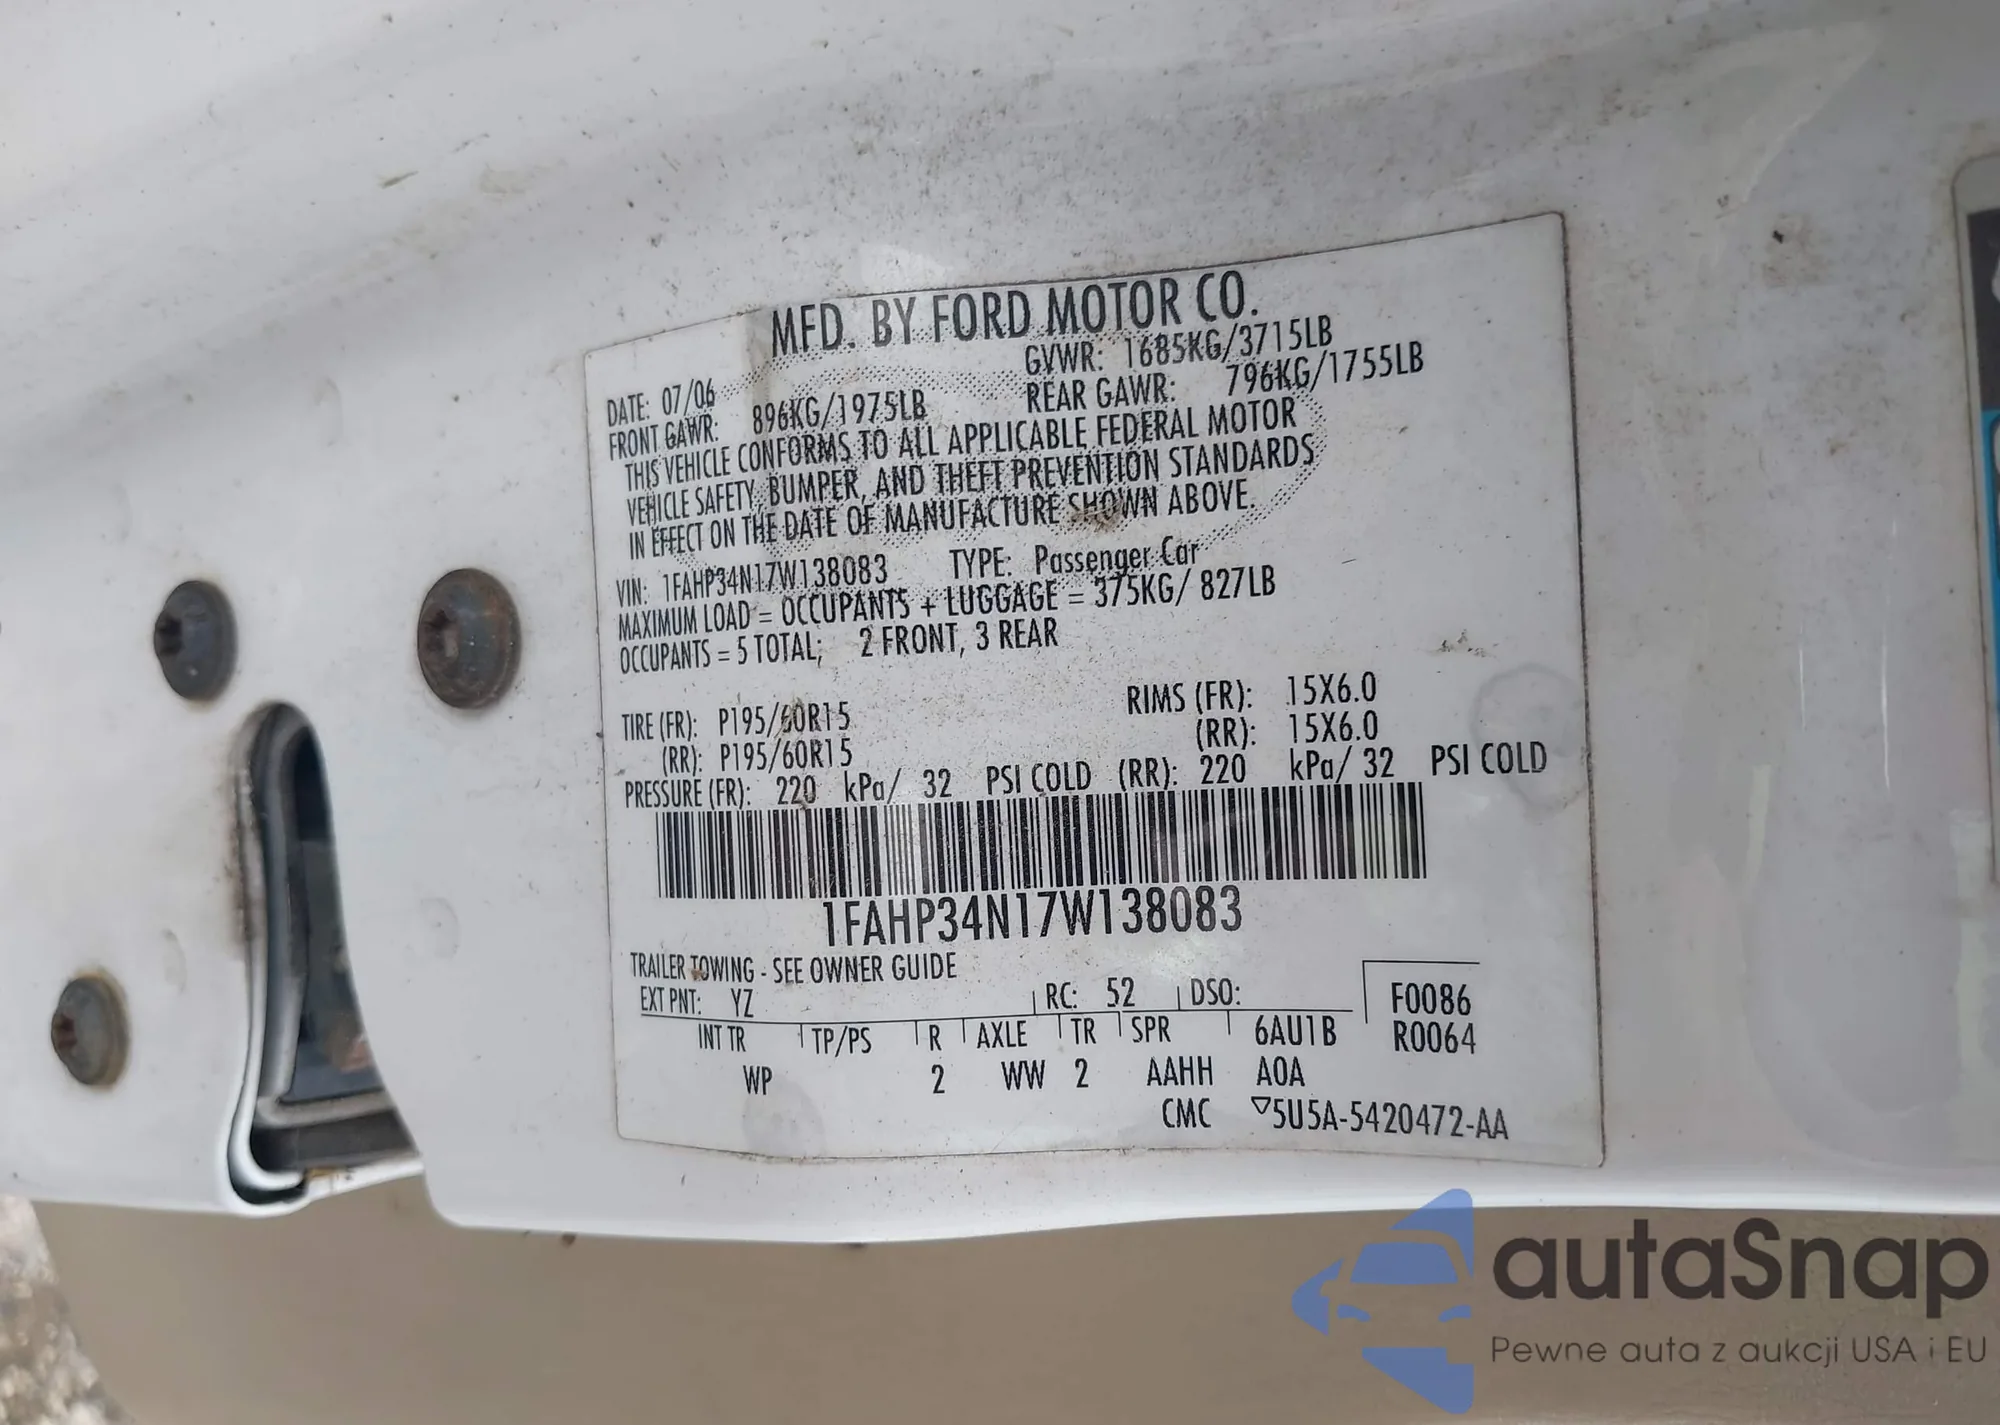 MFD. BY FORD MOTOR CO.
DATE: 07/06 GVWR: 1685KG/3715LB
FRONT GAWR: 896KG/1975LB REAR GAWR: 796KG/1755LB
THIS VEHICLE CONFORMS TO ALL APPLICABLE FEDERAL MOTOR
VEHICLE SAFETY, BUMPER, AND THEFT PREVENTION STANDARDS
IN EFFECT ON THE DATE OF MANUFACTURE SHOWN ABOVE.
VIN: 1FAHP34N17W138083 TYPE: Passenger Car
MAXIMUM LOAD = OCCUPANTS + LUGGAGE = 375KG/ 827LB
OCCUPANTS = 5 TOTAL; 2 FRONT, 3 REAR
TIRE (FR): P195/60R15 RIMS (FR): 15X6.0
(RR): P195/60R15 (RR): 15X6.0
PRESSURE (FR): 220 kPa/ 32 PSI COLD (RR): 220 kPa/ 32 PSI COLD
1FAHP34N17W138083
TRAILER TOWING - SEE OWNER GUIDE
EXT PNT: YZ RC: 52 DSO: F0086
INT TR TP/PS R AXLE TR SPR 6AU1B R0064
WP 2 WW 2 AAHH A0A
CMC ▽5U5A-5420472-AA
autaSnap
Pewne auta z aukcji USA i EU